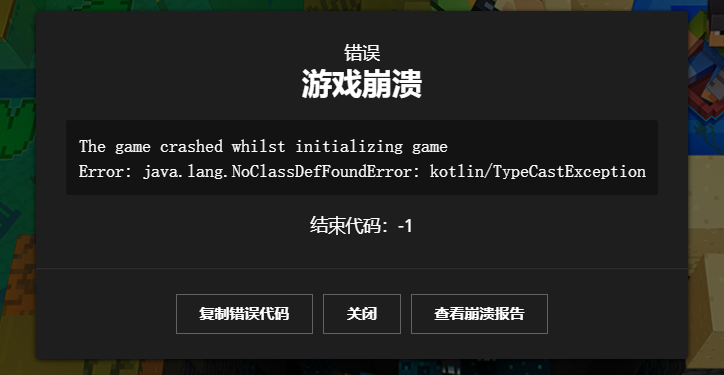 错误
游戏崩溃
The game crashed whilst initializing game
Error: java.lang.NoClassDefFoundError: kotlin/TypeCastException
结束代码：-1
复制错误代码
关闭
查看崩溃报告